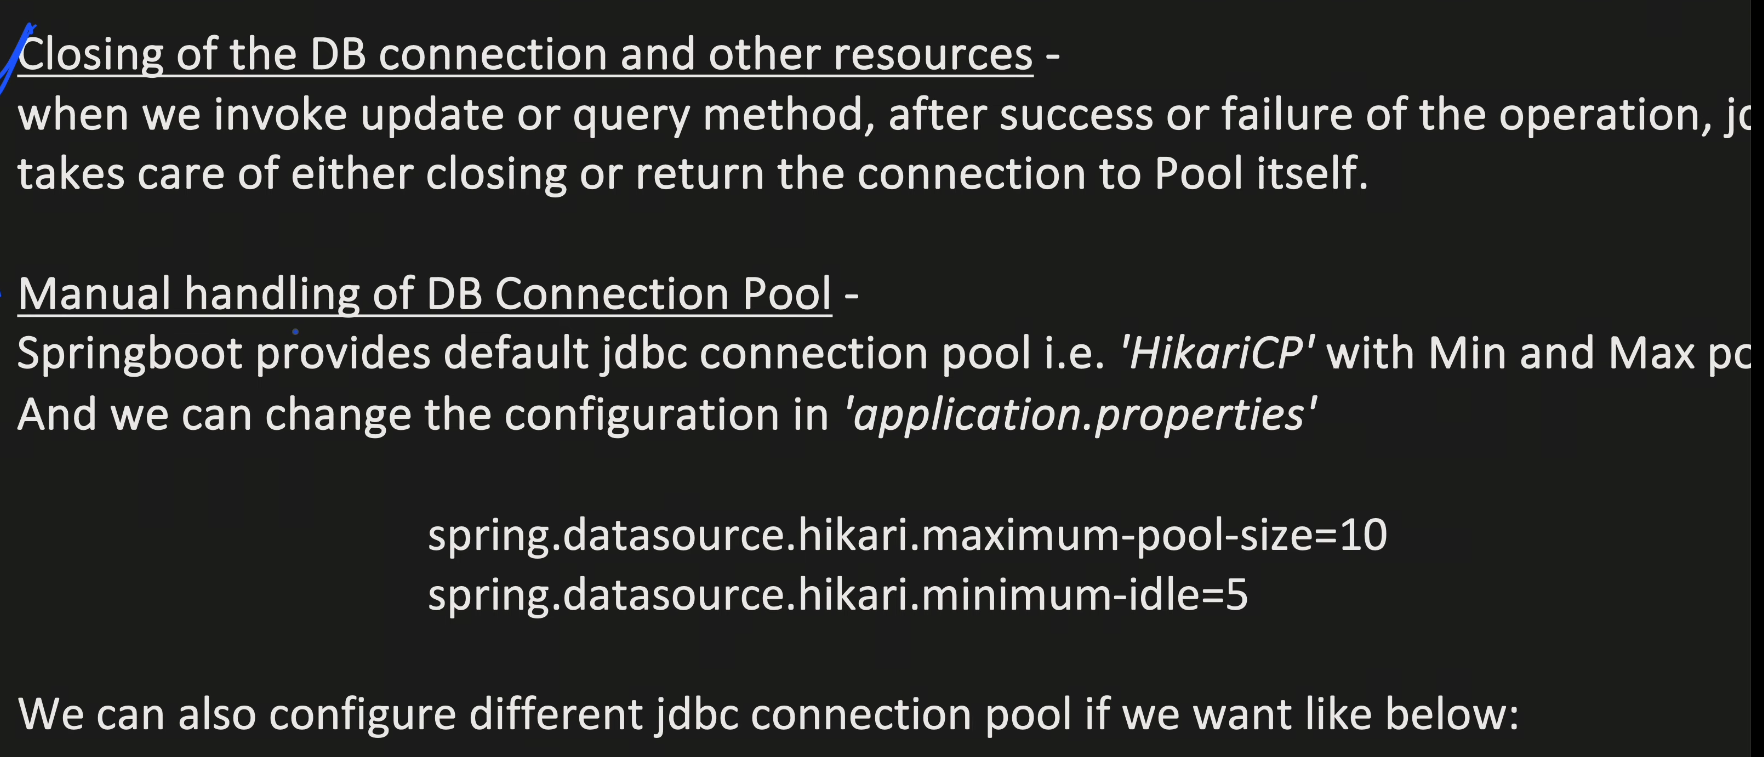 Closing of the DB connection and other resources -
when we invoke update or query method, after success or failure of the operation,
takes care of either closing or return the connection to Pool itself.
Manual handling of DB Connection Pool -
Springboot provides default jdbc connection pool i.e. 'HikariCP' with Min and Max
And we can change the configuration in 'application.properties'
spring.datasource.hikari.maximum-pool-size=10
spring.datasource.hikari.minimum-idle=5
We can also configure different jdbc connection pool if we want like below: